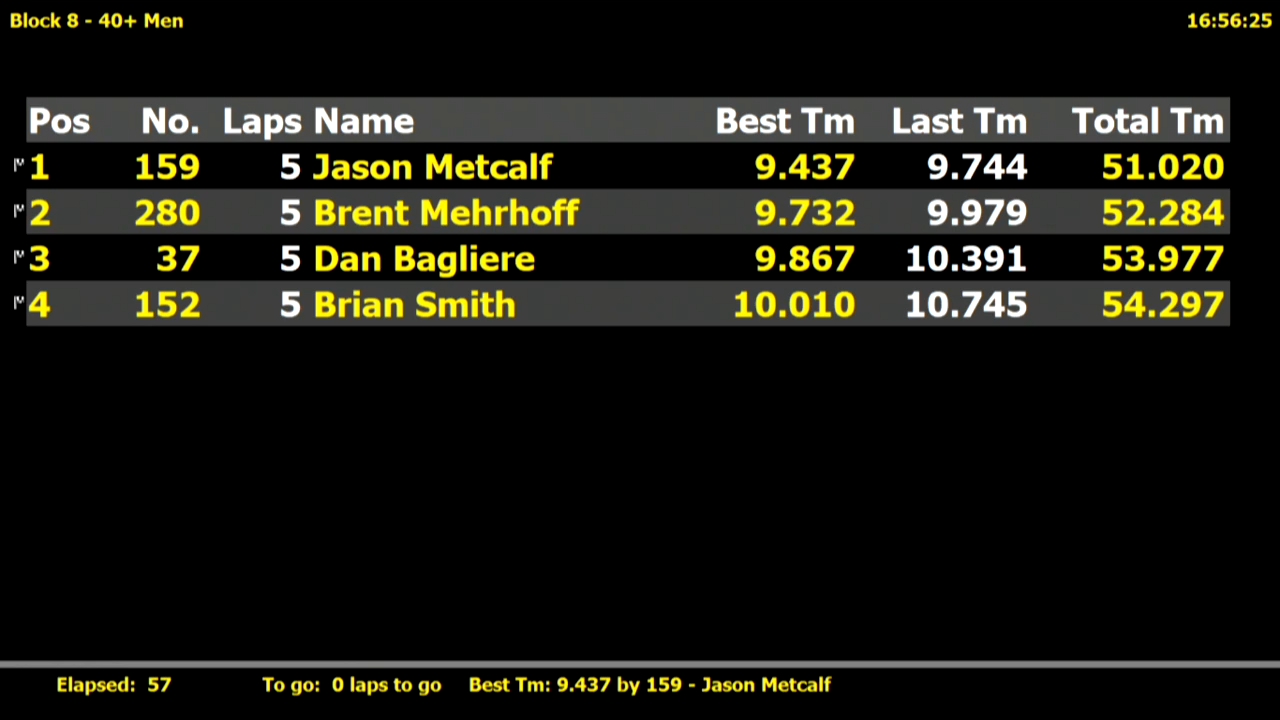 Block 8 - 40+ Men 16:56:25
Pos No. Laps Name Best Tm Last Tm Total Tm
1 159 5 Jason Metcalf 9.437 9.744 51.020
2 280 5 Brent Mehrhoff 9.732 9.979 52.284
3 37 5 Dan Bagliere 9.867 10.391 53.977
4 152 5 Brian Smith 10.010 10.745 54.297
Elapsed: 57 To go: 0 laps to go Best Tm: 9.437 by 159 - Jason Metcalf